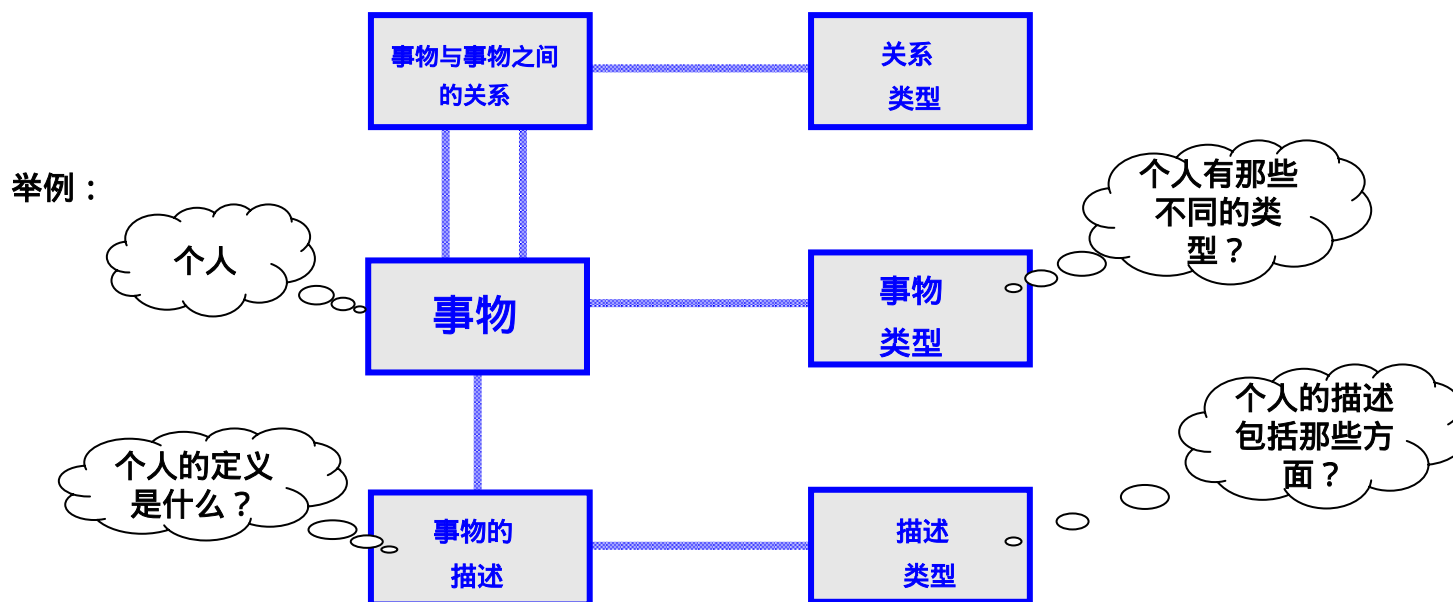 事物与事物之间
的关系
关系
类型
举例：
个人
个人有那些
不同的类
型？
事物
事物
类型
个人的定义
是什么？
个人的描述
包括那些方
面？
事物的
描述
描述
类型